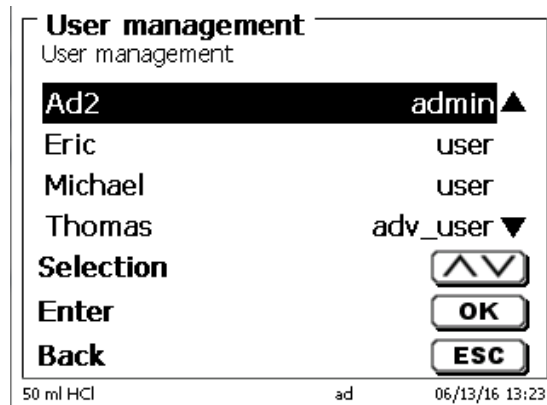 User management
User management
Ad2 admin
Eric user
Michael user
Thomas adv_user
Selection
Enter OK
Back ESC
50 ml HCl ad 06/13/16 13:23